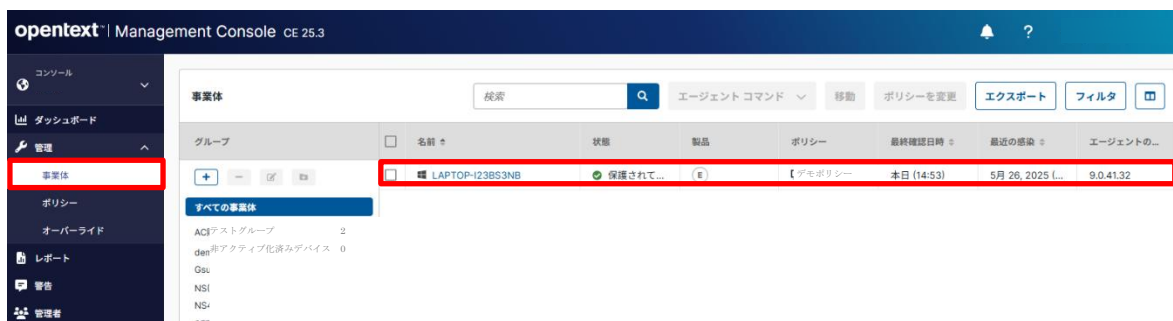 opentext™ | Management Console CE 25.3
?
コンソール
事業体
検索
エージェント コマンド
移動
ポリシーを変更
エクスポート
フィルタ
ダッシュボード
管理
グループ
名前
状態
製品
ポリシー
最終確認日時
最近の感染
エージェントの...
事業体
LAPTOP-I23BS3NB
保護されて...
E
【デモポリシー
本日 (14:53)
5月 26, 2025 (...
9.0.41.32
ポリシー
すべての事業体
オーバーライド
テストグループ 2
非アクティブ化済みデバイス 0
レポート
Gsu
警告
NSI
管理者
NS